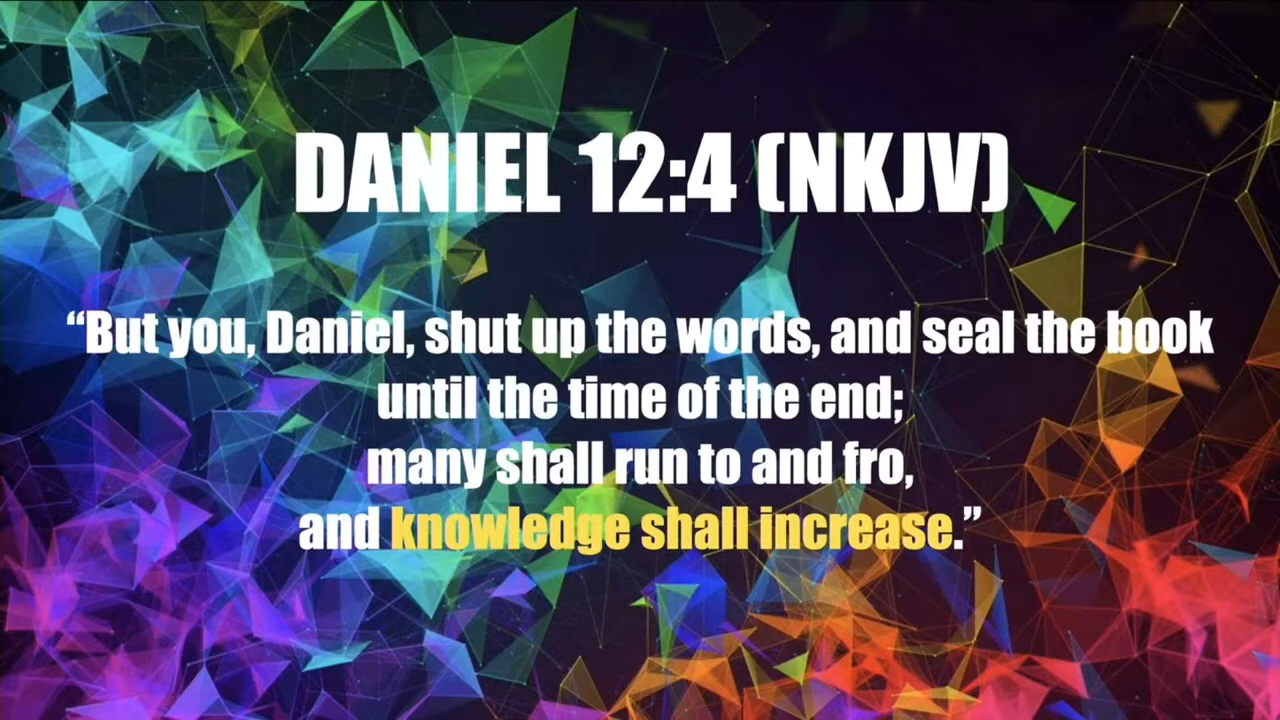 DANIEL 12:4 (NKJV)
“But you, Daniel, shut up the words, and seal the book
until the time of the end;
many shall run to and fro,
and knowledge shall increase.”